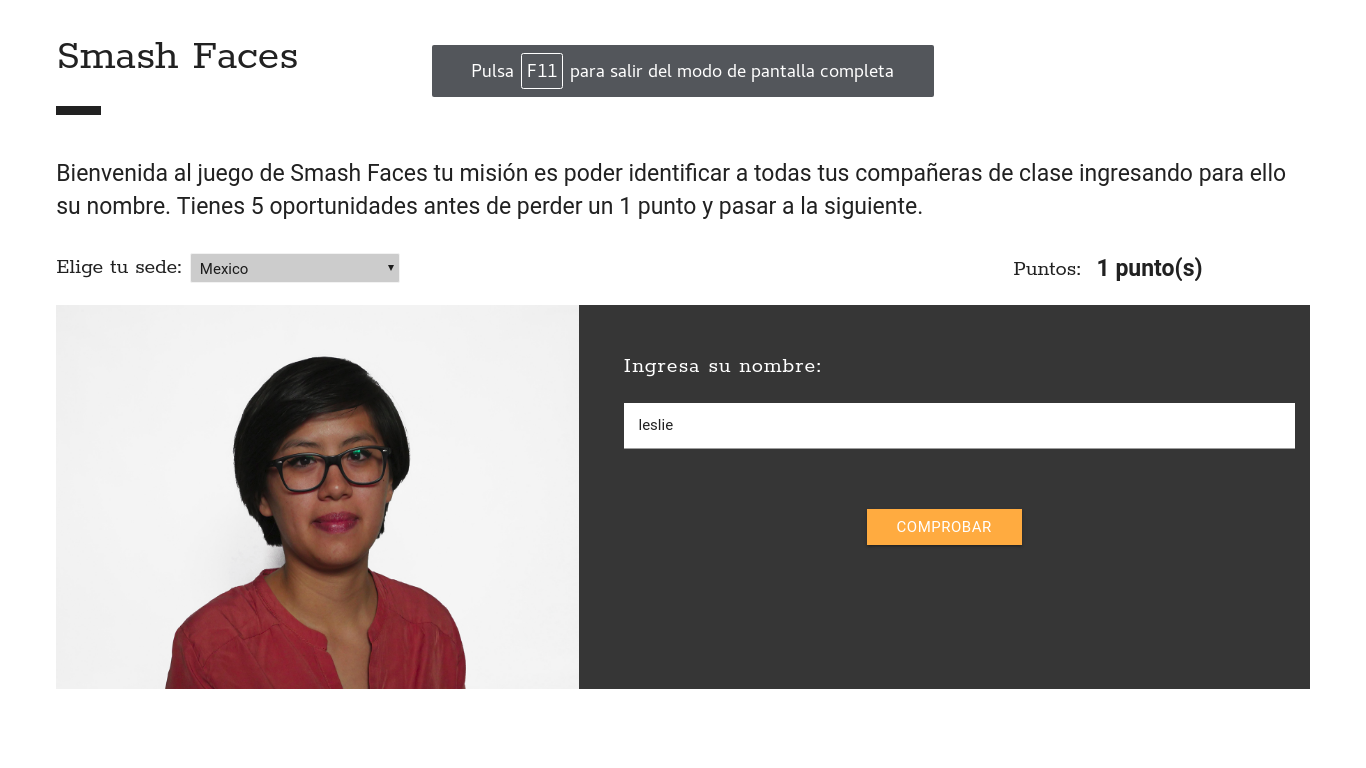 Smash Faces
Pulsa F11 para salir del modo de pantalla completa
Bienvenida al juego de Smash Faces tu misión es poder identificar a todas tus compañeras de clase ingresando para ello
su nombre. Tienes 5 oportunidades antes de perder un 1 punto y pasar a la siguiente.
Elige tu sede: Mexico
Puntos: 1 punto(s)
Ingresa su nombre:
leslie
COMPROBAR